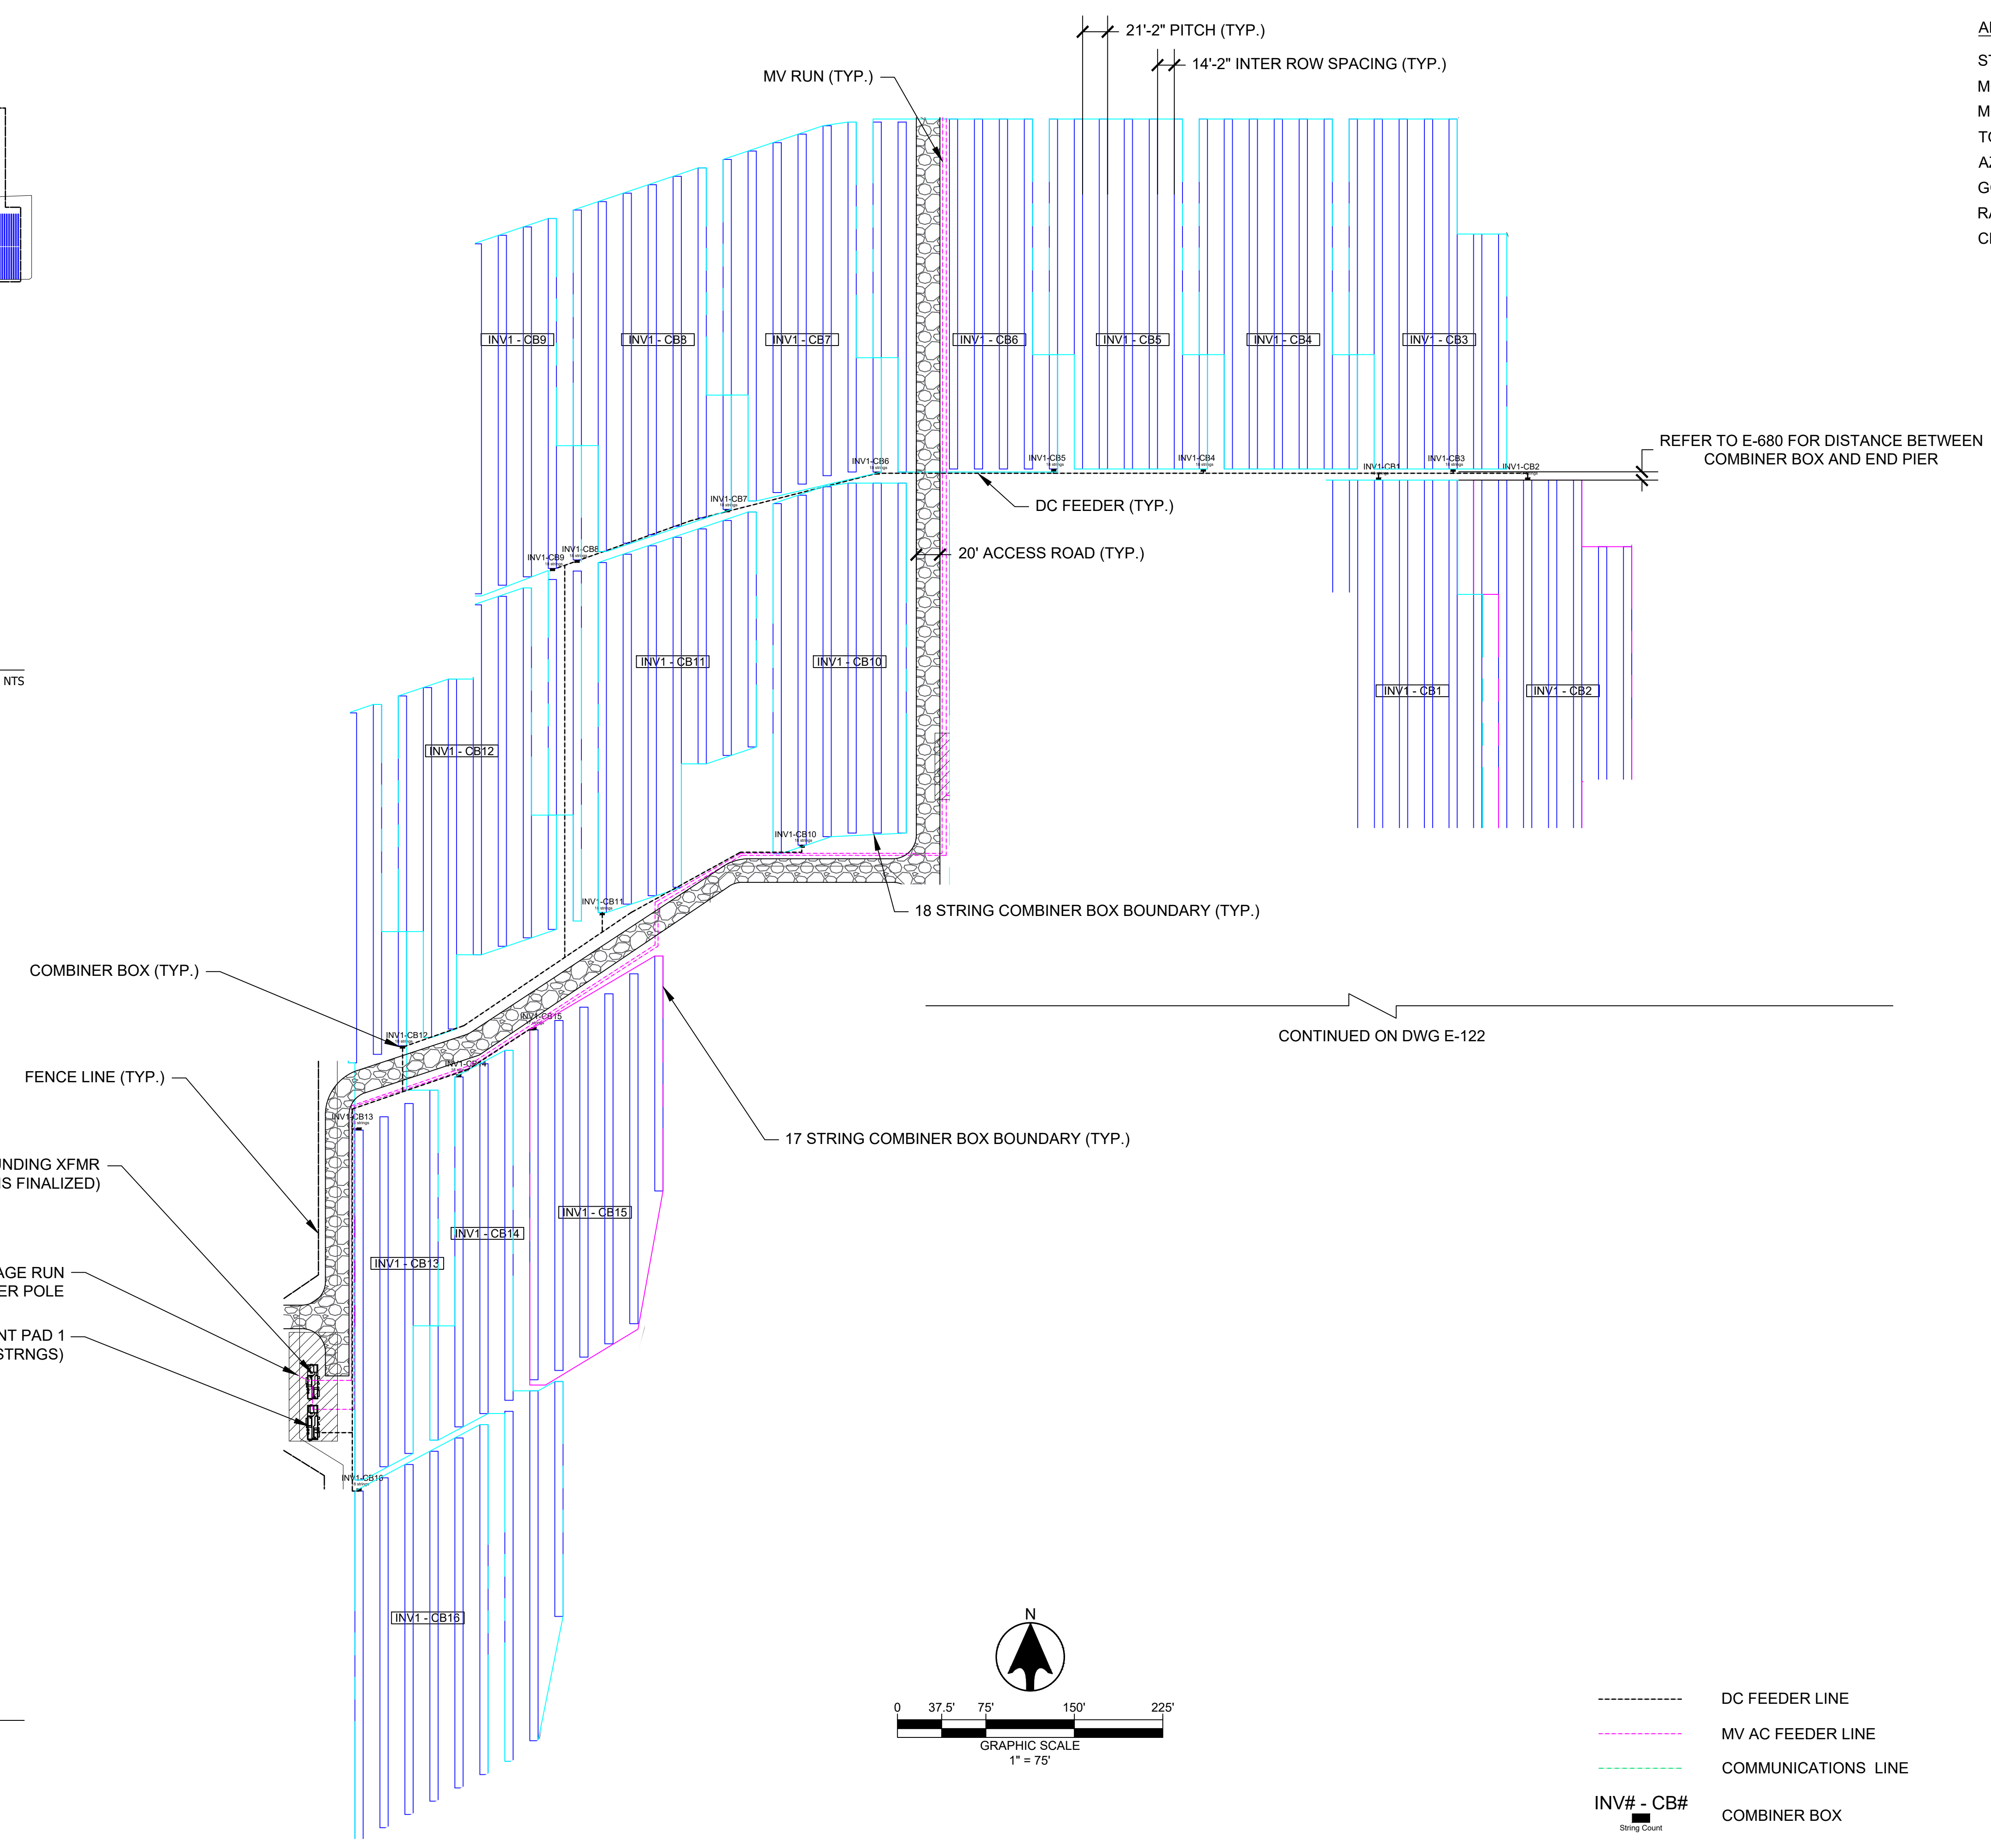 21'-2" PITCH (TYP.)
14'-2" INTER ROW SPACING (TYP.)
MV RUN (TYP.)
INV1 - CB9
INV1 - CB8
INV1 - CB7
INV1 - CB6
INV1 - CB5
INV1 - CB4
INV1 - CB3
REFER TO E-680 FOR DISTANCE BETWEEN
COMBINER BOX AND END PIER
INV1-CB6
INV1-CB5
INV1-CB4
INV1-CB1
INV1-CB3
INV1-CB2
INV1-CB7
DC FEEDER (TYP.)
INV1-CB9
INV1-CB8
20' ACCESS ROAD (TYP.)
NTS
INV1 - CB11
INV1 - CB10
INV1 - CB1
INV1 - CB2
INV1 - CB12
INV1-CB10
INV1-CB11
18 STRING COMBINER BOX BOUNDARY (TYP.)
COMBINER BOX (TYP.)
INV1-CB15
CONTINUED ON DWG E-122
INV1-CB12
INV1-CB14
FENCE LINE (TYP.)
INV1-CB13
17 STRING COMBINER BOX BOUNDARY (TYP.)
UNDING XFMR
IS FINALIZED)
INV1 - CB15
INV1 - CB14
INV1 - CB13
AGE RUN
ER POLE
NT PAD 1
STRNGS)
INV1-CB16
INV1 - CB16
N
0 37.5' 75' 150' 225'
GRAPHIC SCALE
1" = 75'
DC FEEDER LINE
MV AC FEEDER LINE
COMMUNICATIONS LINE
INV# - CB#
String Count
COMBINER BOX